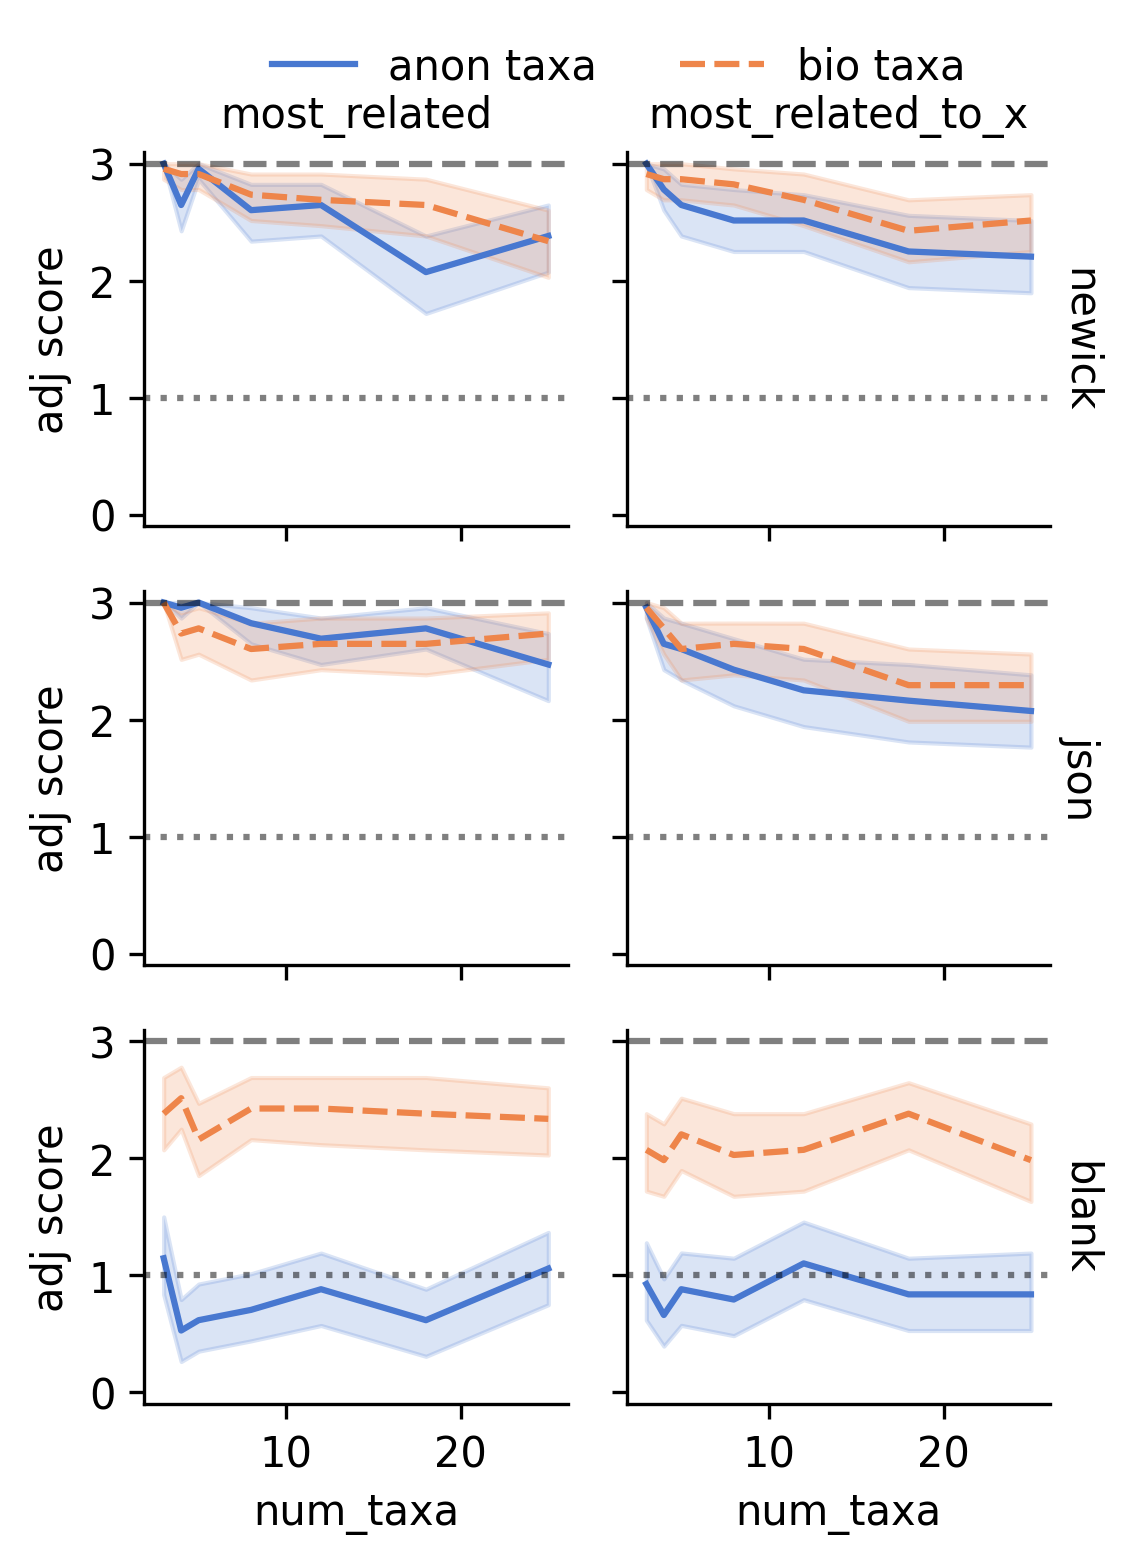 anon taxa bio taxa
most_related most_related_to_x
3
2
1
0
adj score
newick
3
2
1
0
adj score
json
3
2
1
0
adj score
blank
10 20 10 20
num_taxa num_taxa